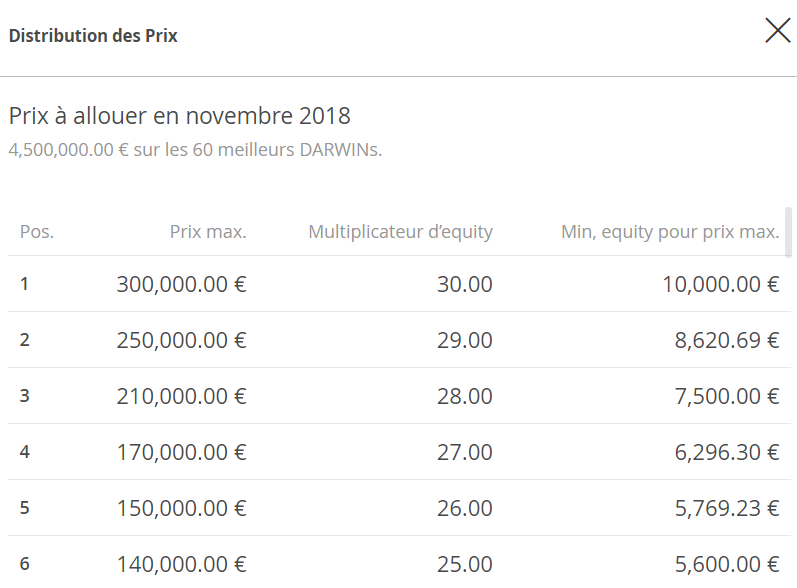 Distribution des Prix
Prix à allouer en novembre 2018
4,500,000.00 € sur les 60 meilleurs DARWINs.
Pos. Prix max. Multiplicateur d’equity Min, equity pour prix max.
1 300,000.00 € 30.00 10,000.00 €
2 250,000.00 € 29.00 8,620.69 €
3 210,000.00 € 28.00 7,500.00 €
4 170,000.00 € 27.00 6,296.30 €
5 150,000.00 € 26.00 5,769.23 €
6 140,000.00 € 25.00 5,600.00 €